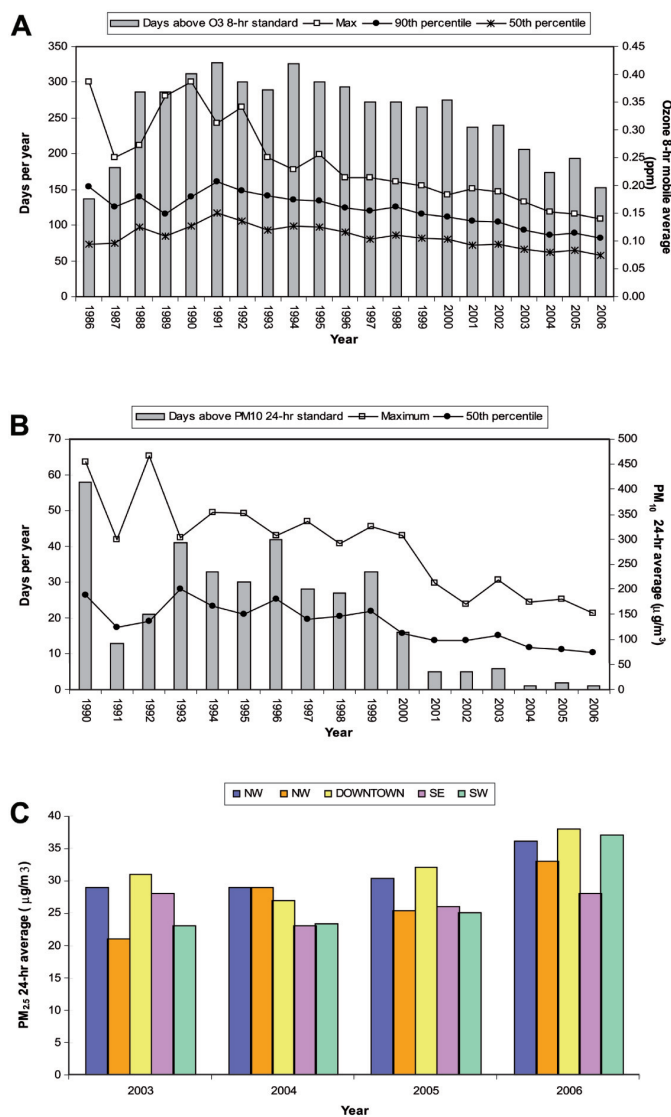 A
Days above O3 8-hr standard Max 90th percentile 50th percentile
Days per year
350
300
250
200
150
100
50
0
Ozone 8-hr mobile average
(ppm)
0.45
0.40
0.35
0.30
0.25
0.20
0.15
0.10
0.05
0.00
1986 1987 1988 1989 1990 1991 1992 1993 1994 1995 1996 1997 1998 1999 2000 2001 2002 2003 2004 2005 2006
Year
B
Days above PM10 24-hr standard Maximum 50th percentile
Days per year
70
60
50
40
30
20
10
0
PM10 24-hr average (μg/m³)
500
450
400
350
300
250
200
150
100
50
0
1990 1991 1992 1993 1994 1995 1996 1997 1998 1999 2000 2001 2002 2003 2004 2005 2006
Year
C
NW NW DOWNTOWN SE SW
PM2.5 24-hr average (μg/m3)
40
35
30
25
20
15
10
5
0
2003 2004 2005 2006
Year